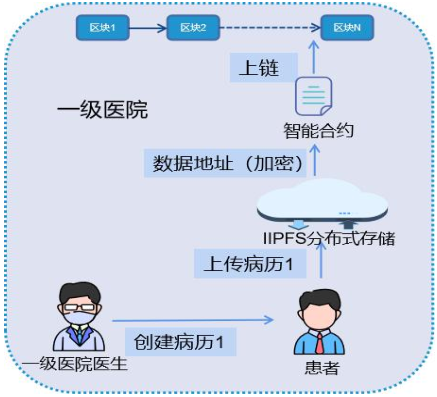 区块1
区块2
区块N
上链
一级医院
智能合约
数据地址（加密）
IIPFS分布式存储
上传病历1
创建病历1
一级医院医生
患者